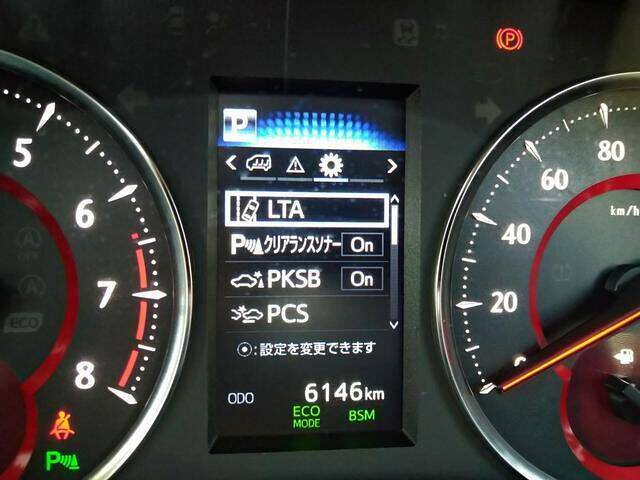 P
P
LTA
P クリアランスソナー On
PKSB On
PCS
:設定を変更できます
ODO 6146km
ECO MODE BSM
5
6
7
8
ECO
P
80
60
km/h
40
20